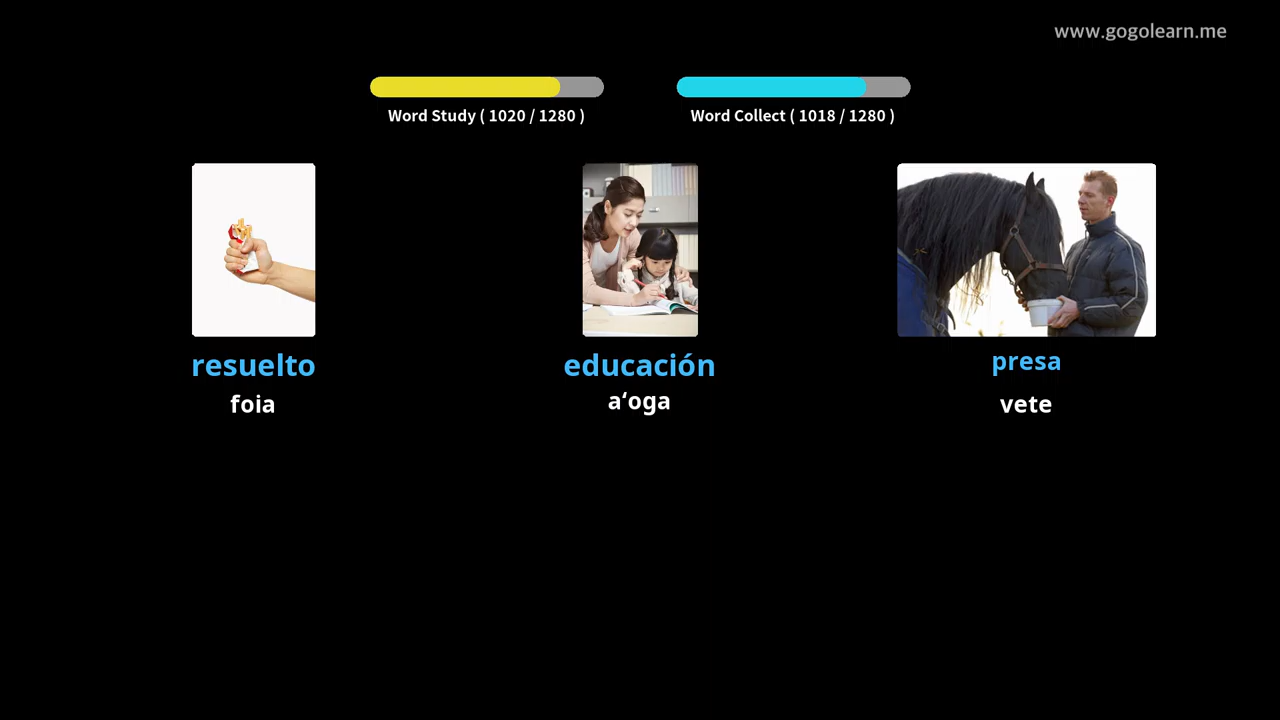 www.gogolearn.me
Word Study ( 1020 / 1280 )
Word Collect ( 1018 / 1280 )
resuelto
educación
presa
foia
aʻoga
vete